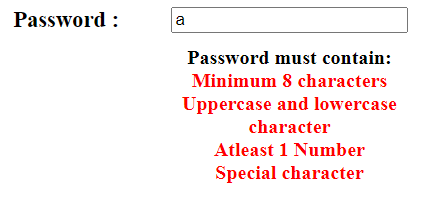 Password : a
Password must contain:
Minimum 8 characters
Uppercase and lowercase
character
Atleast 1 Number
Special character